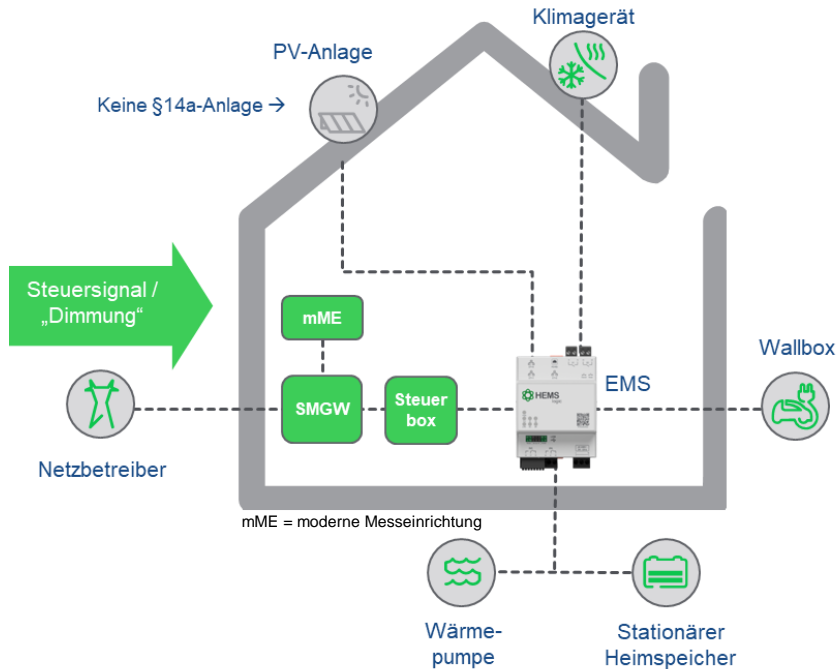 Klimagerät
PV-Anlage
Keine §14a-Anlage →
Steuersignal /
„Dimmung“
mME
Wallbox
HEMS
EMS
SMGW
Steuer
box
Netzbetreiber
mME = moderne Messeinrichtung
Wärme-
pumpe
Stationärer
Heimspeicher